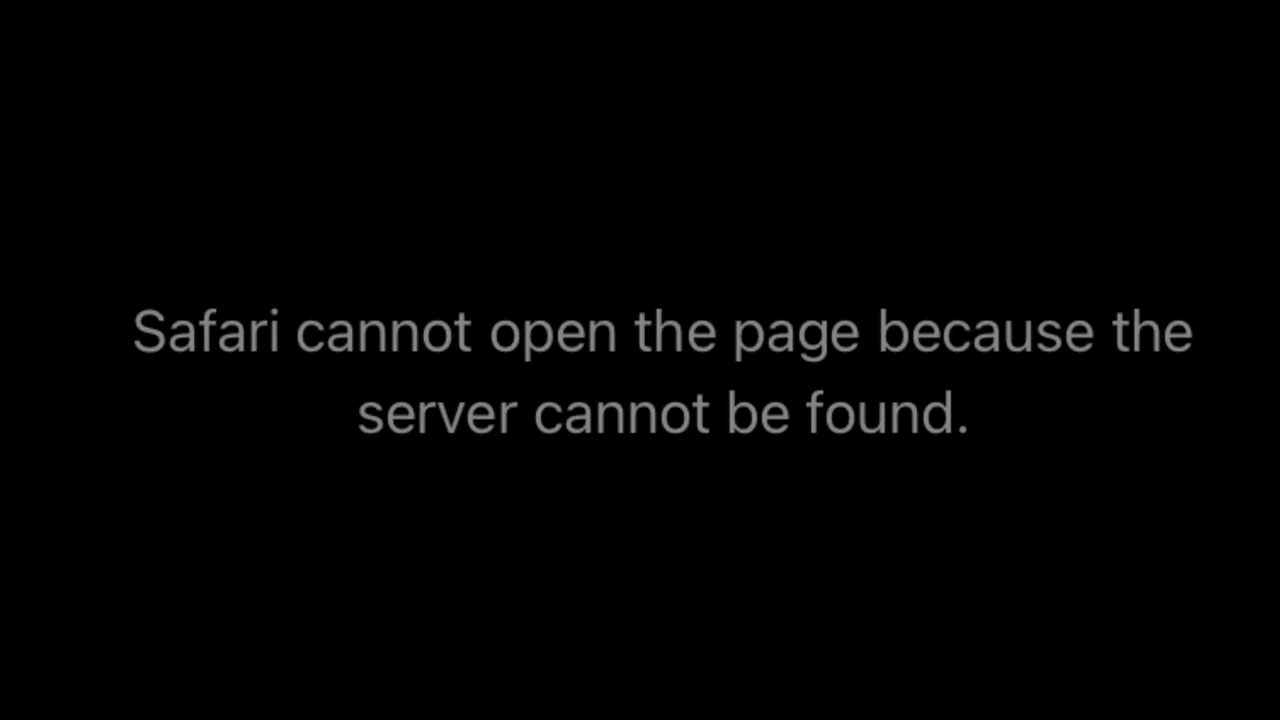 Safari cannot open the page because the
server cannot be found.